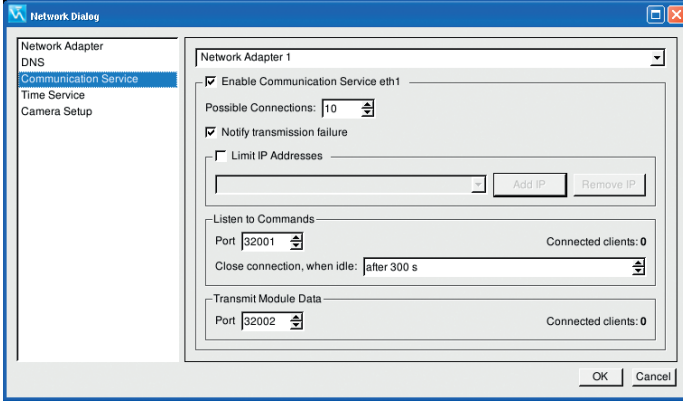 Network Dialog
Network Adapter
DNS
Communication Service
Time Service
Camera Setup
Network Adapter 1
Enable Communication Service eth1
Possible Connections: 10
Notify transmission failure
Limit IP Addresses
Add IP Remove IP
Listen to Commands
Port 32001 Connected clients: 0
Close connection, when idle: after 300 s
Transmit Module Data
Port 32002 Connected clients: 0
OK Cancel